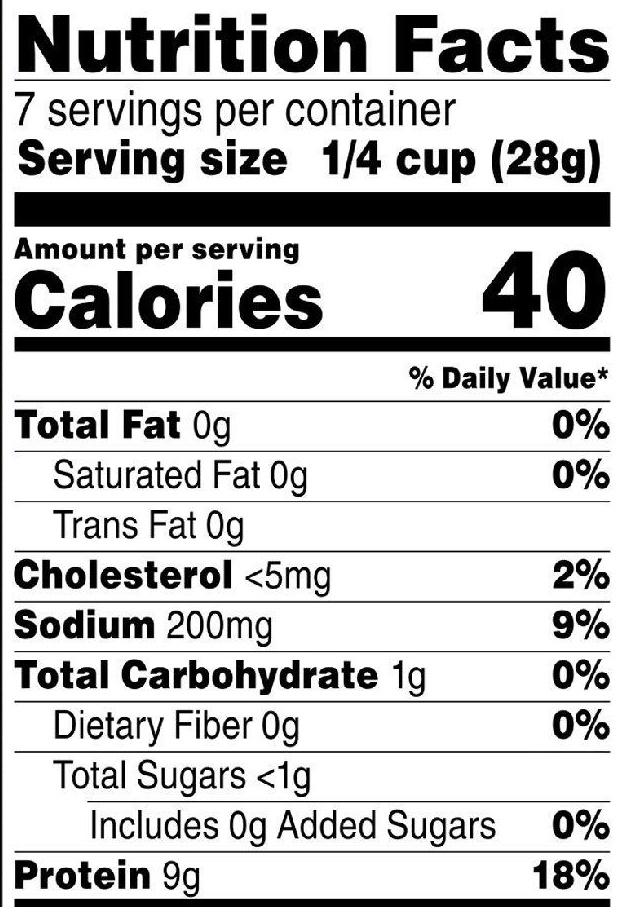 Nutrition Facts
7 servings per container
Serving size 1/4 cup (28g)
Amount per serving
Calories 40
% Daily Value*
Total Fat 0g 0%
Saturated Fat 0g 0%
Trans Fat 0g
Cholesterol <5mg 2%
Sodium 200mg 9%
Total Carbohydrate 1g 0%
Dietary Fiber 0g 0%
Total Sugars <1g
Includes 0g Added Sugars 0%
Protein 9g 18%